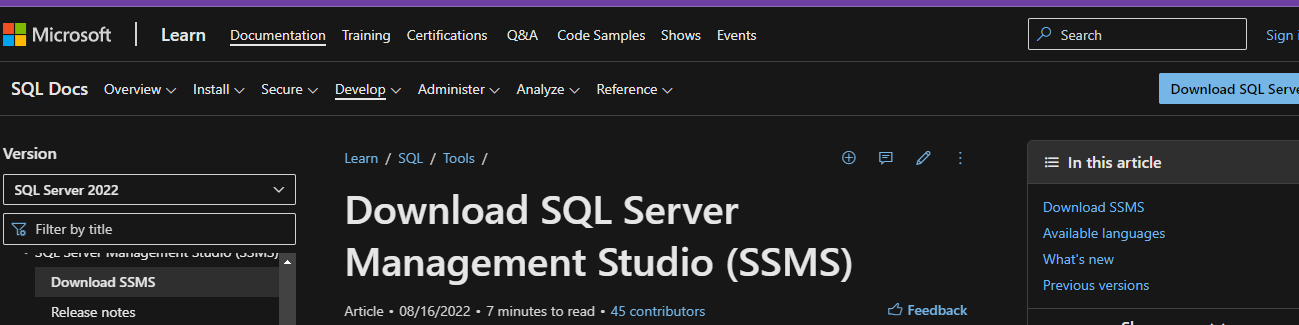 Microsoft Learn Documentation Training Certifications Q&A Code Samples Shows Events Search Sign
SQL Docs Overview Install Secure Develop Administer Analyze Reference Download SQL Serve
Version
SQL Server 2022
Filter by title
SQL Server Management Studio (SSMS)
Download SSMS
Release notes
Learn / SQL / Tools /
Download SQL Server
Management Studio (SSMS)
Article • 08/16/2022 • 7 minutes to read • 45 contributors
Feedback
In this article
Download SSMS
Available languages
What's new
Previous versions